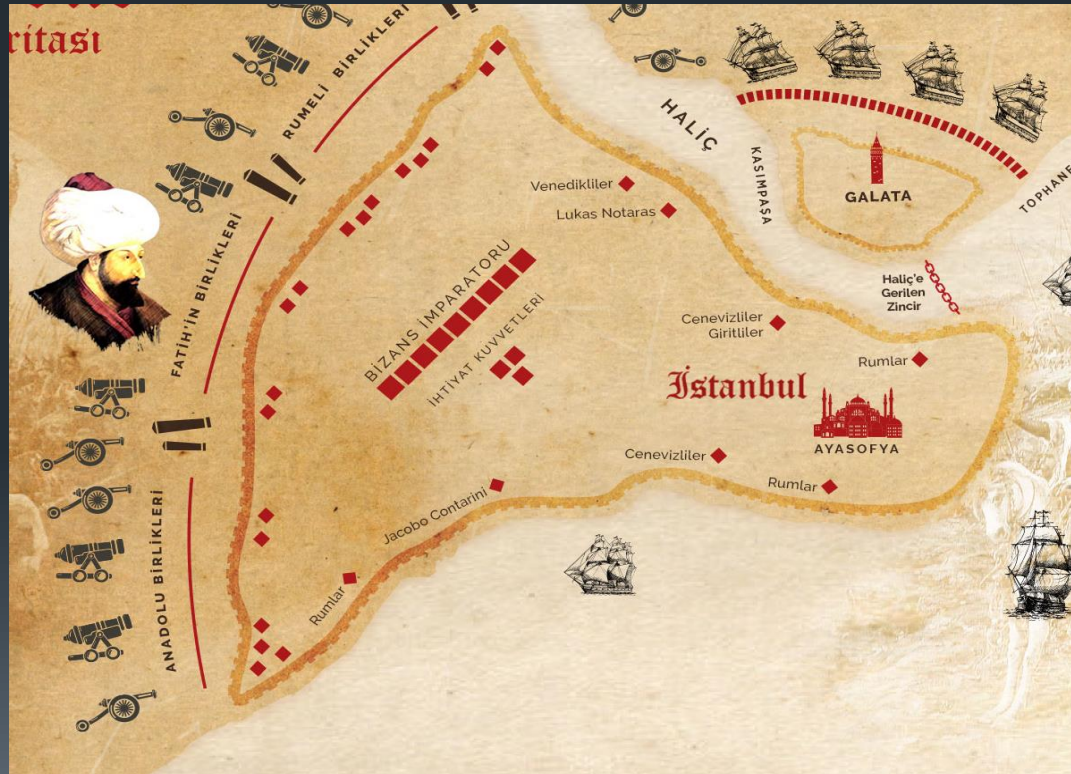 ritası
RUMELİ BİRLİKLERİ
HALİÇ
KASIMPAŞA
GALATA
TOPHANE
Venedikliler
Lukas Notaras
FATİH'İN BİRLİKLERİ
BİZANS İMPARATORU
İHTİYAT KUVVETLERİ
Haliç'e
Gerilen
Zincir
Cenevizliler
Giritliler
Rumlar
İstanbul
AYASOFYA
Cenevizliler
Rumlar
Jacobo Contarini
ANADOLU BİRLİKLERİ
Rumlar